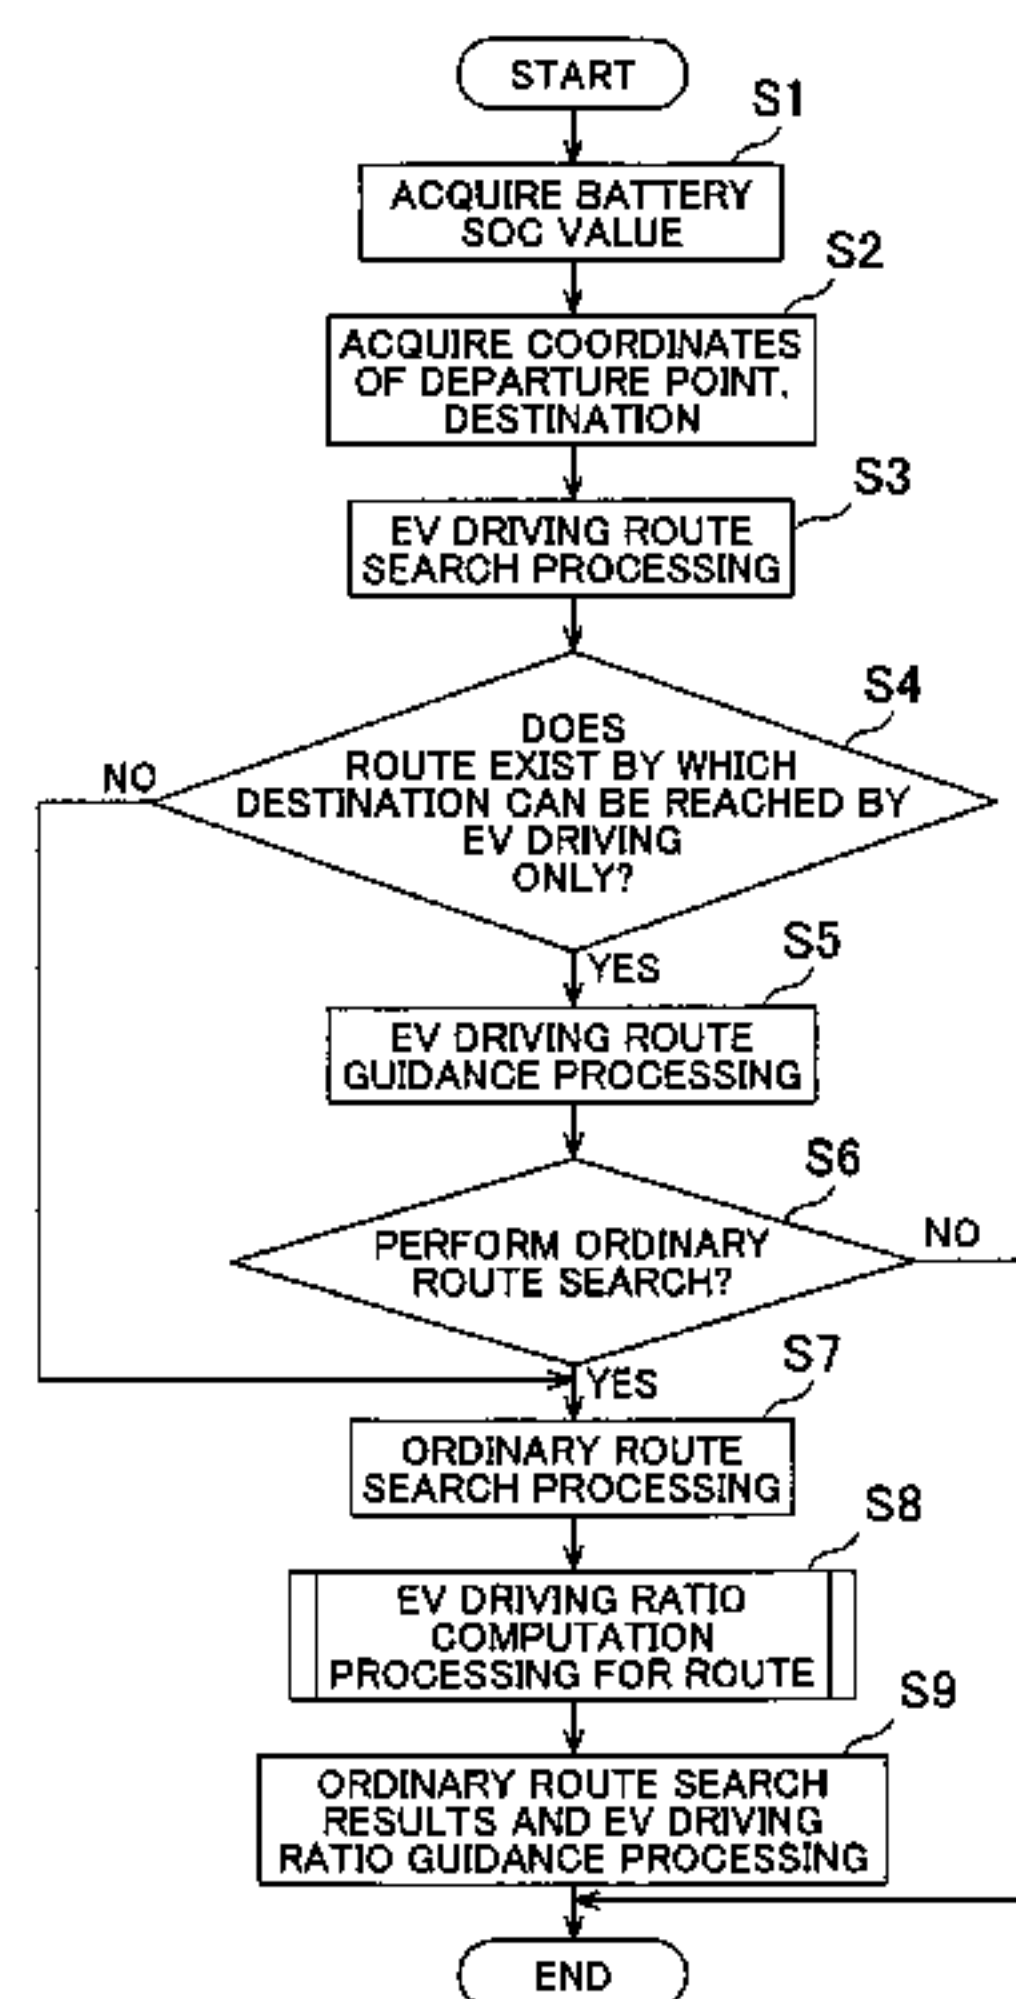 START
S1
ACQUIRE BATTERY
SOC VALUE
S2
ACQUIRE COORDINATES
OF DEPARTURE POINT,
DESTINATION
S3
EV DRIVING ROUTE
SEARCH PROCESSING
S4
DOES
ROUTE EXIST BY WHICH
DESTINATION CAN BE REACHED BY
EV DRIVING
ONLY?
NO
YES
S5
EV DRIVING ROUTE
GUIDANCE PROCESSING
S6
PERFORM ORDINARY
ROUTE SEARCH?
NO
YES
S7
ORDINARY ROUTE
SEARCH PROCESSING
S8
EV DRIVING RATIO
COMPUTATION
PROCESSING FOR ROUTE
S9
ORDINARY ROUTE SEARCH
RESULTS AND EV DRIVING
RATIO GUIDANCE PROCESSING
END